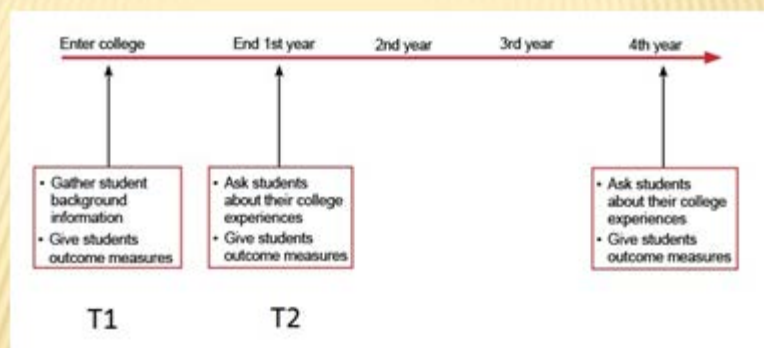 Enter college
End 1st year
2nd year
3rd year
4th year
• Gather student
background
information
• Give students
outcome measures
• Ask students
about their college
experiences
• Give students
outcome measures
• Ask students
about their college
experiences
• Give students
outcome measures
T1
T2